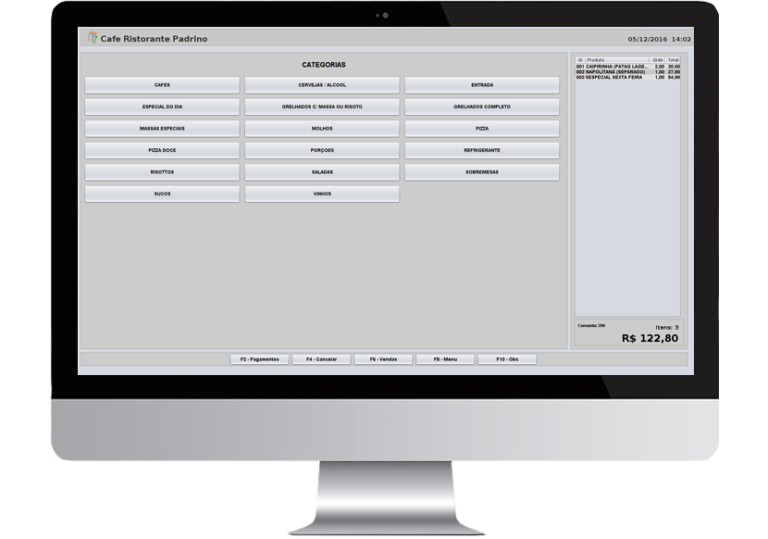 Cafe Ristorante Padrino
05/12/2016 14:02
CATEGORIAS
CAFES
CERVEJAS / ALCOOL
ENTRADA
ESPECIAL DO DIA
GRELHADOS C/ MASSA OU RISOTO
GRELHADOS COMPLETO
MASSAS ESPECIAIS
MOLHOS
PIZZA
PIZZA DOCE
PORÇOES
REFRIGERANTE
RISOTTOS
SALADAS
SOBREMESAS
SUCOS
VINHOS
ID Produto Qtde Total
001 CAIPIRINHA (PATAO LAGE... 2,00 30,00
002 NAPOLITANA (SEPARADO) 1,00 37,90
003 EESPECIAL SEXTA FEIRA 1,00 54,90
Comanda: 206
Itens: 3
R$ 122,80
F2 - Pagamentos
F4 - Cancelar
F6 - Vendas
F8 - Menu
F10 - Obs